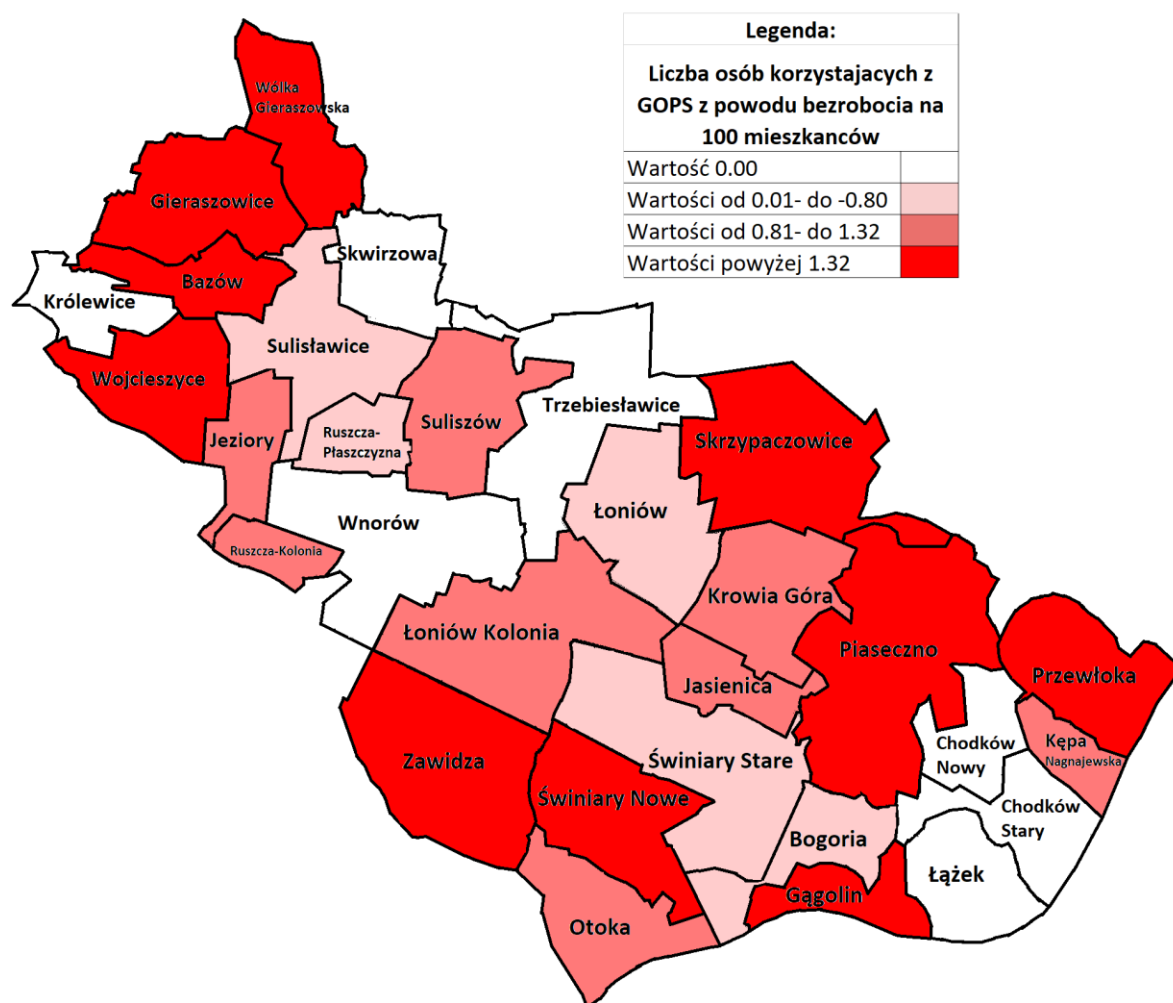 Legenda:
Liczba osób korzystajacych z
GOPS z powodu bezrobocia na
100 mieszkanców
Wartość 0.00
Wartości od 0.01- do -0.80
Wartości od 0.81- do 1.32
Wartości powyżej 1.32
Wólka
Gieraszowska
Gieraszowice
Skwirzowa
Bazów
Królewice
Sulisławice
Wojcieszyce
Trzebiesławice
Suliszów
Ruszcza-
Płaszczyzna
Jeziory
Skrzypaczowice
Łoniów
Wnorów
Ruszcza-Kolonia
Krowia Góra
Łoniów Kolonia
Piaseczno
Przewłoka
Jasienica
Kępa
Nagnajewska
Chodków
Nowy
Zawidza
Świniary Stare
Świniary Nowe
Chodków
Stary
Bogoria
Łążek
Gągolin
Otoka